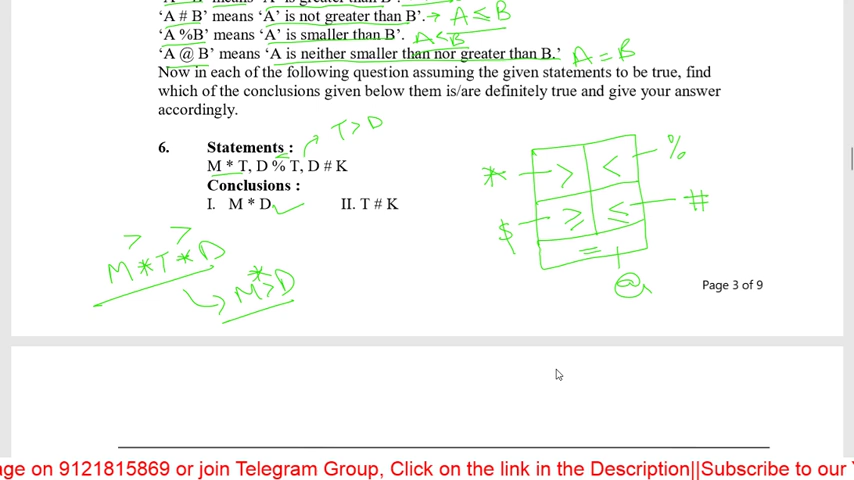 'A # B' means 'A' is not greater than B'. → A ≤ B
'A %B' means 'A' is smaller than B'. A < B
'A @ B' means 'A is neither smaller than nor greater than B.' A = B
Now in each of the following question assuming the given statements to be true, find
which of the conclusions given below them is/are definitely true and give your answer
accordingly.
T > D
6. Statements :
M * T, D % T, D # K
Conclusions :
I. M * D ✓ II. T # K
* > < %
$ ≥ ≤ #
=
@
> >
M * T * D
*
M > D
Page 3 of 9
age on 9121815869 or join Telegram Group, Click on the link in the Description||Subscribe to our